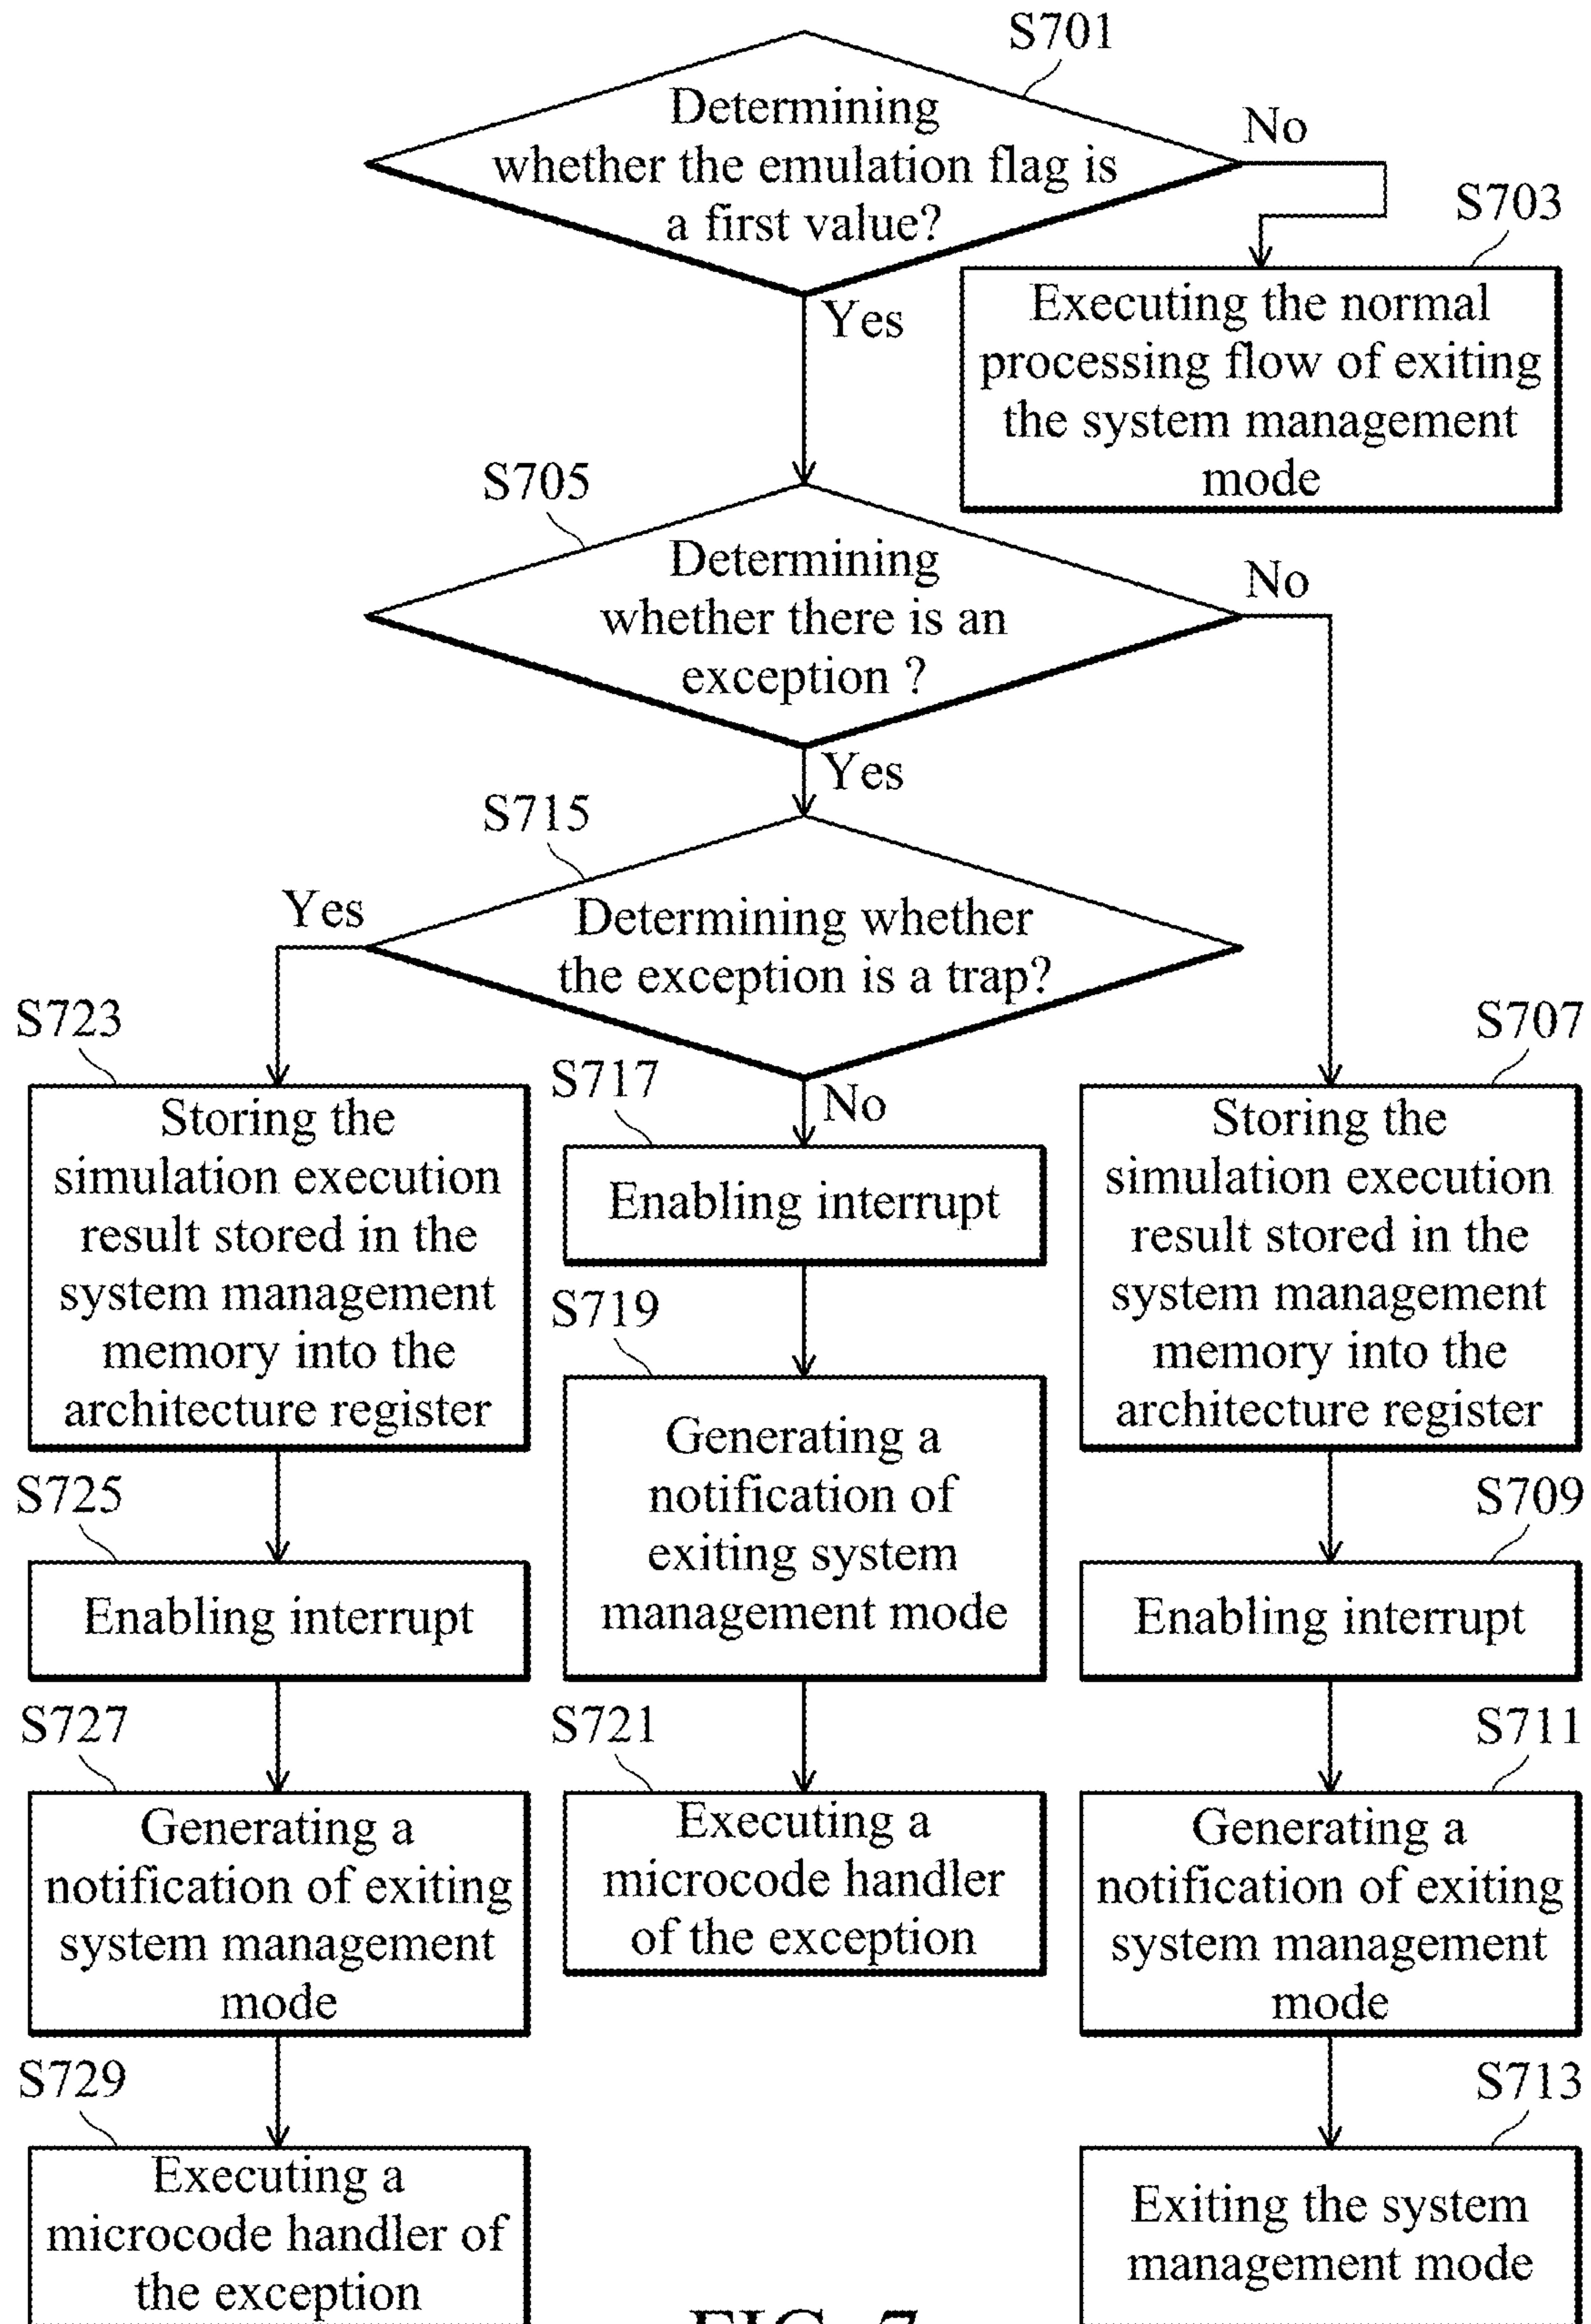 S701
Determining
whether the emulation flag is
a first value?
No
Yes
S703
Executing the normal
processing flow of exiting
the system management
mode
S705
Determining
whether there is an
exception ?
No
Yes
S715
Determining whether
the exception is a trap?
Yes
No
S723
Storing the
simulation execution
result stored in the
system management
memory into the
architecture register
S725
Enabling interrupt
S727
Generating a
notification of exiting
system management
mode
S729
Executing a
microcode handler of
the exception
S717
Enabling interrupt
S719
Generating a
notification of
exiting system
management mode
S721
Executing a
microcode handler
of the exception
S707
Storing the
simulation execution
result stored in the
system management
memory into the
architecture register
S709
Enabling interrupt
S711
Generating a
notification of exiting
system management
mode
S713
Exiting the system
management mode
FIG. 7